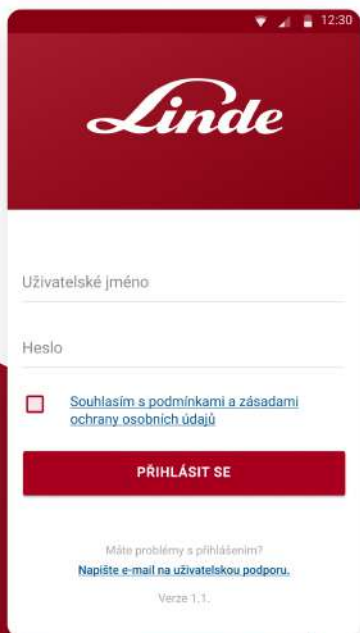 12:30
Linde
Uživatelské jméno
Heslo
Souhlasím s podmínkami a zásadami
ochrany osobních údajů
PŘIHLÁSIT SE
Máte problémy s přihlášením?
Napište e-mail na uživatelskou podporu.
Verze 1.1.